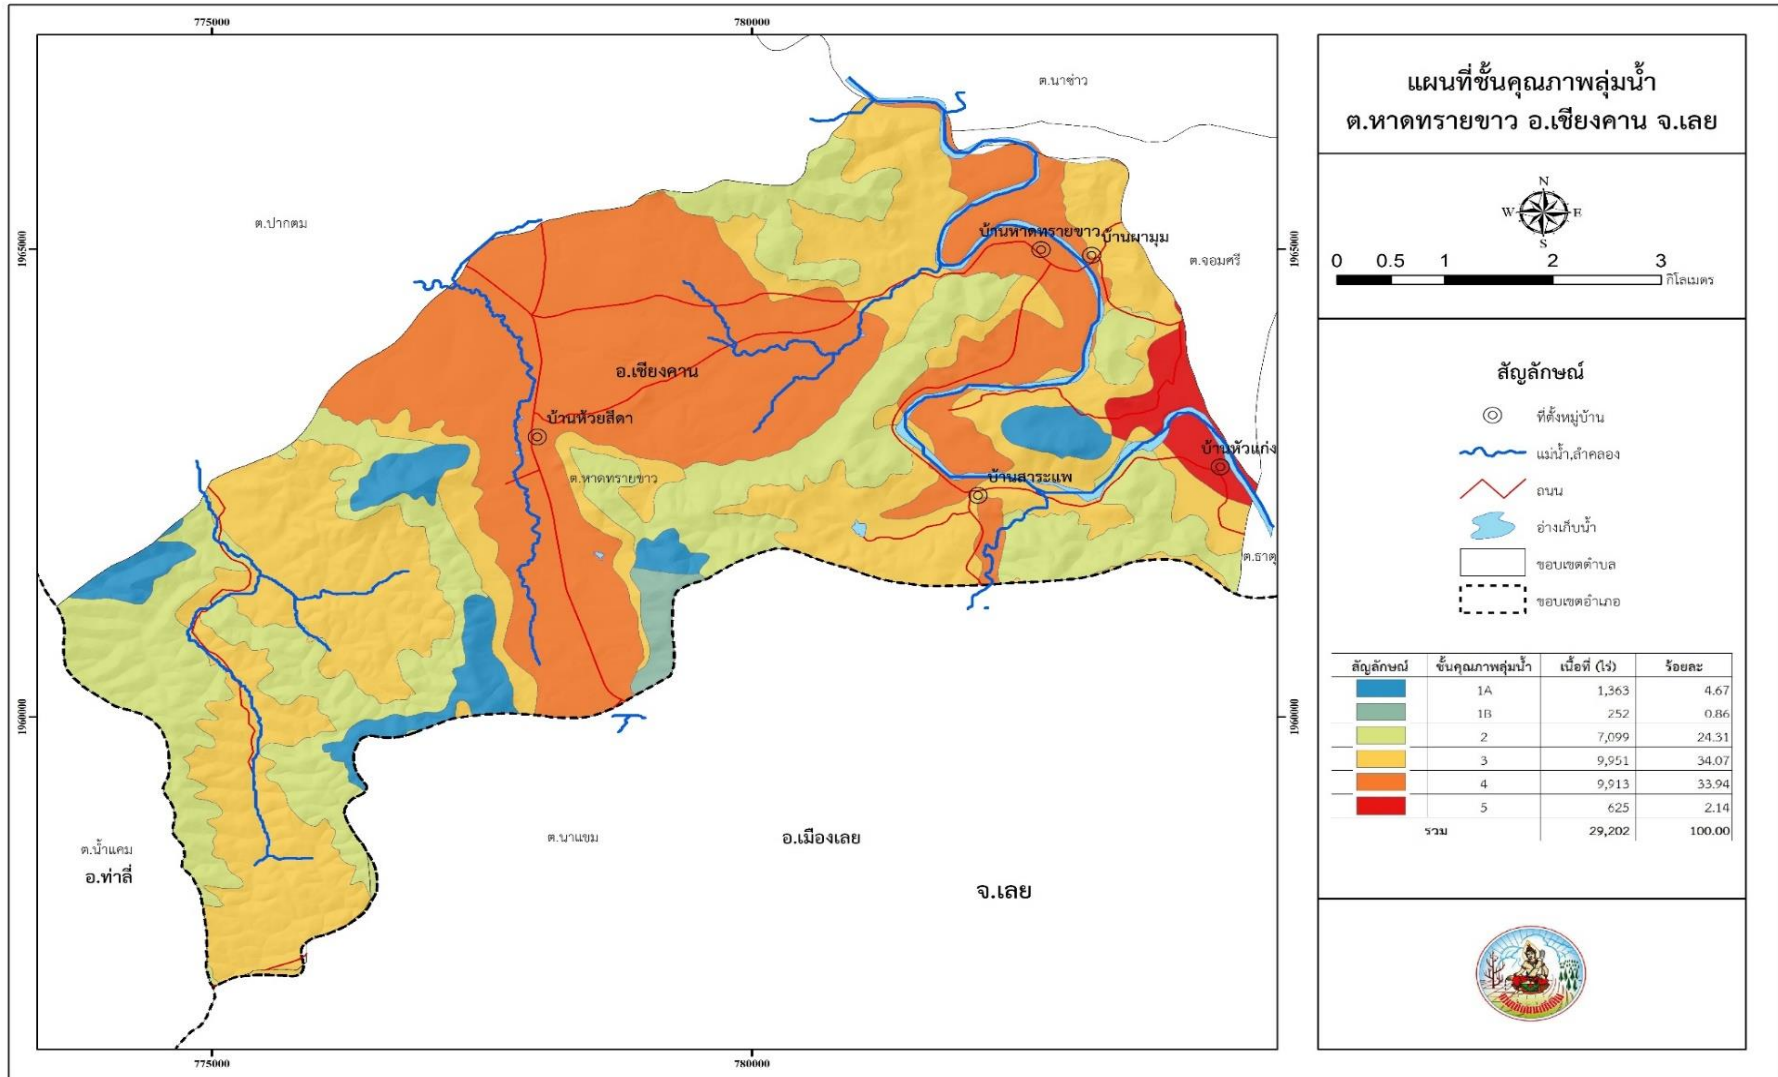 775000
780000
แผนที่ชั้นคุณภาพลุ่มน้ำ
ต.หาดทรายขาว อ.เชียงคาน จ.เลย
N
W
E
S
0 0.5 1 2 3
กิโลเมตร
ต.นาซ่าว
ต.ปากตม
1965000
1965000
บ้านหาดทรายขาว
บ้านผามุม
ต.จอมศรี
อ.เชียงคาน
บ้านห้วยสีดา
ต.หาดทรายขาว
บ้านสาระแพ
บ้านหัวแก่ง
ต.ธาตุ
1960000
1960000
ต.น้ำแคม
อ.ท่าลี่
ต.นาแขม
อ.เมืองเลย
จ.เลย
775000
780000
สัญลักษณ์
ที่ตั้งหมู่บ้าน
แม่น้ำ,ลำคลอง
ถนน
อ่างเก็บน้ำ
ขอบเขตตำบล
ขอบเขตอำเภอ
สัญลักษณ์ ชั้นคุณภาพลุ่มน้ำ เนื้อที่ (ไร่) ร้อยละ
1A 1,363 4.67
1B 252 0.86
2 7,099 24.31
3 9,951 34.07
4 9,913 33.94
5 625 2.14
รวม 29,202 100.00
กรมพัฒนาที่ดิน